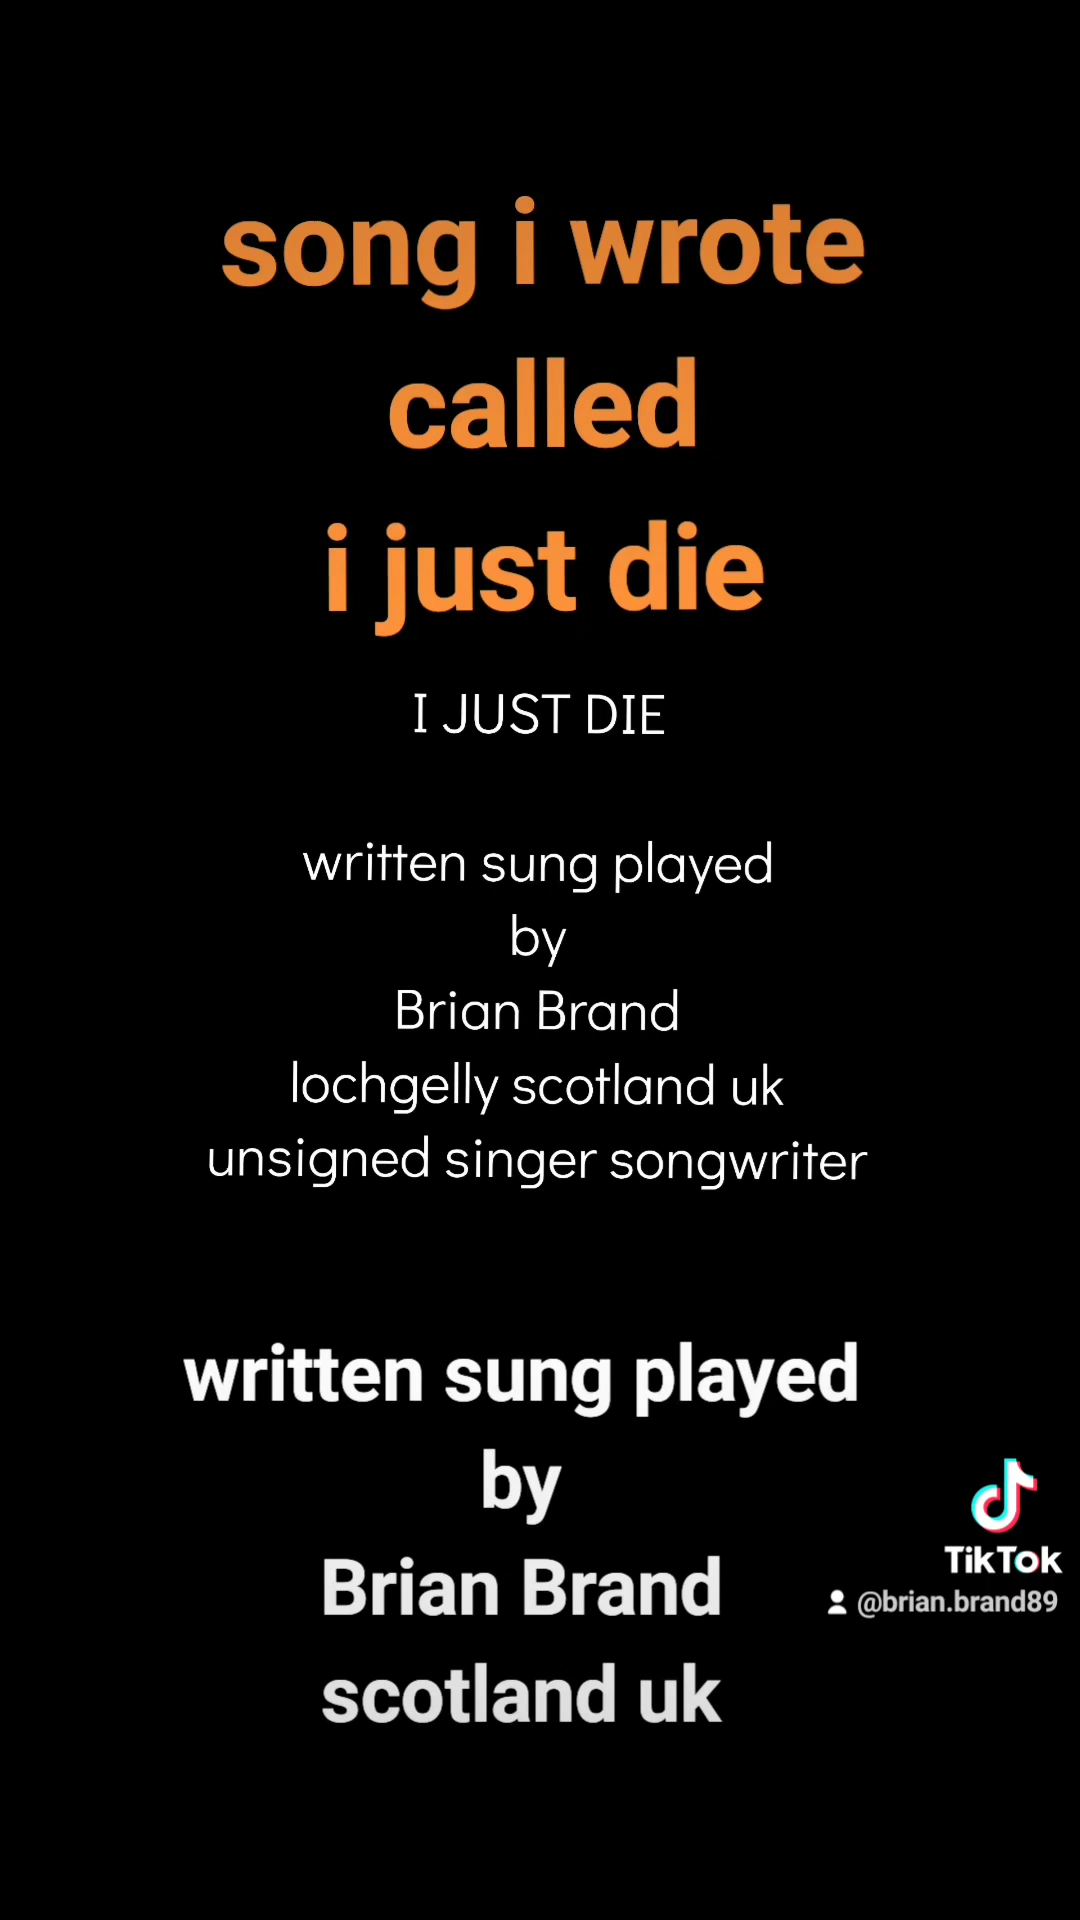 song i wrote
called
i just die
I JUST DIE
written sung played
by
Brian Brand
lochgelly scotland uk
unsigned singer songwriter
written sung played
by
Brian Brand
scotland uk
TikTok
@brian.brand89